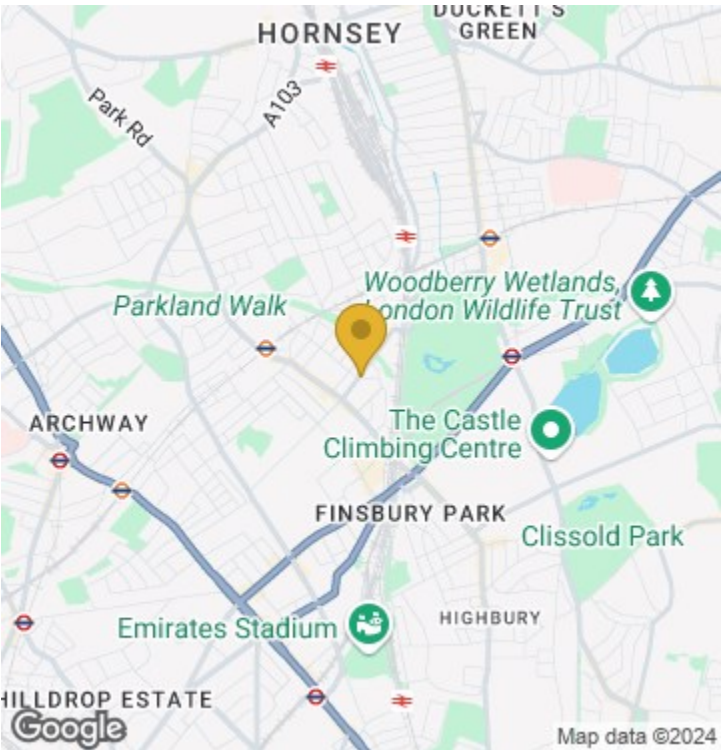 DUCKETT'S
GREEN
HORNSEY
Park Rd
A103
Woodberry Wetlands,
London Wildlife Trust
Parkland Walk
ARCHWAY
The Castle
Climbing Centre
FINSBURY PARK
Clissold Park
HIGHBURY
Emirates Stadium
HILLDROP ESTATE
Google
Map data ©2024